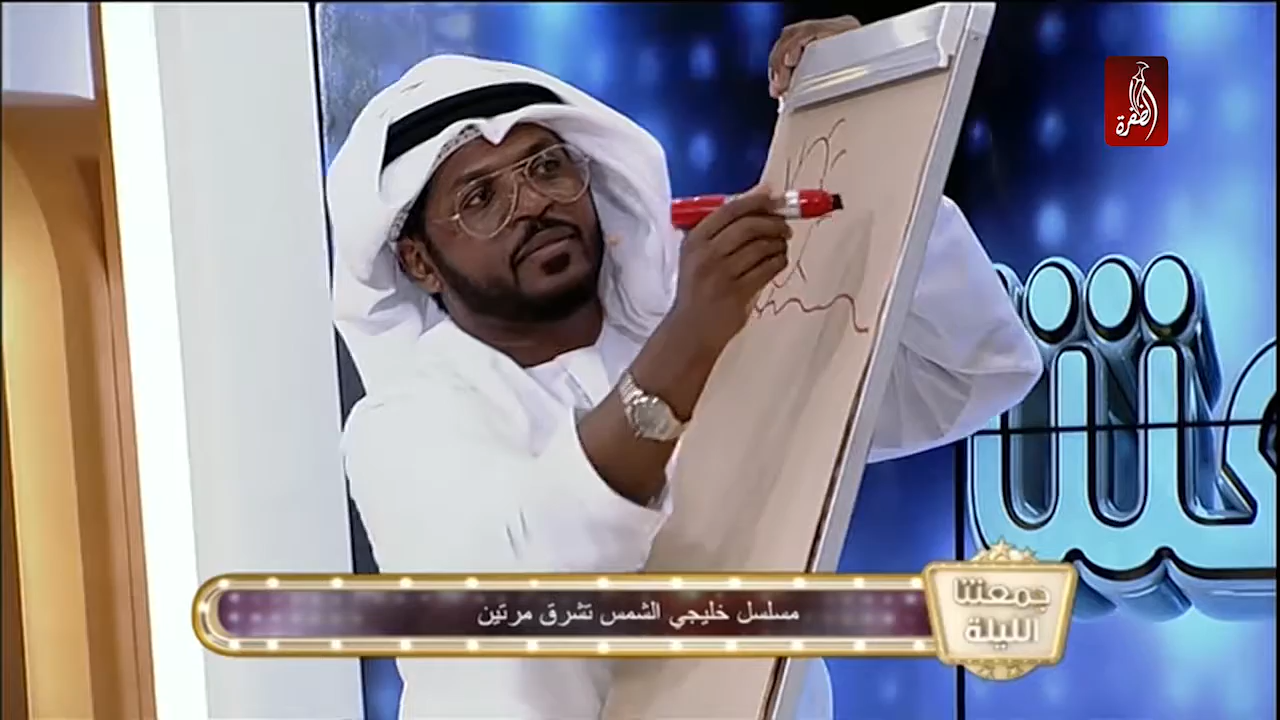 الظفرة
مسلسل خليجي الشمس تشرق مرتين
جمعتنا
الليلة